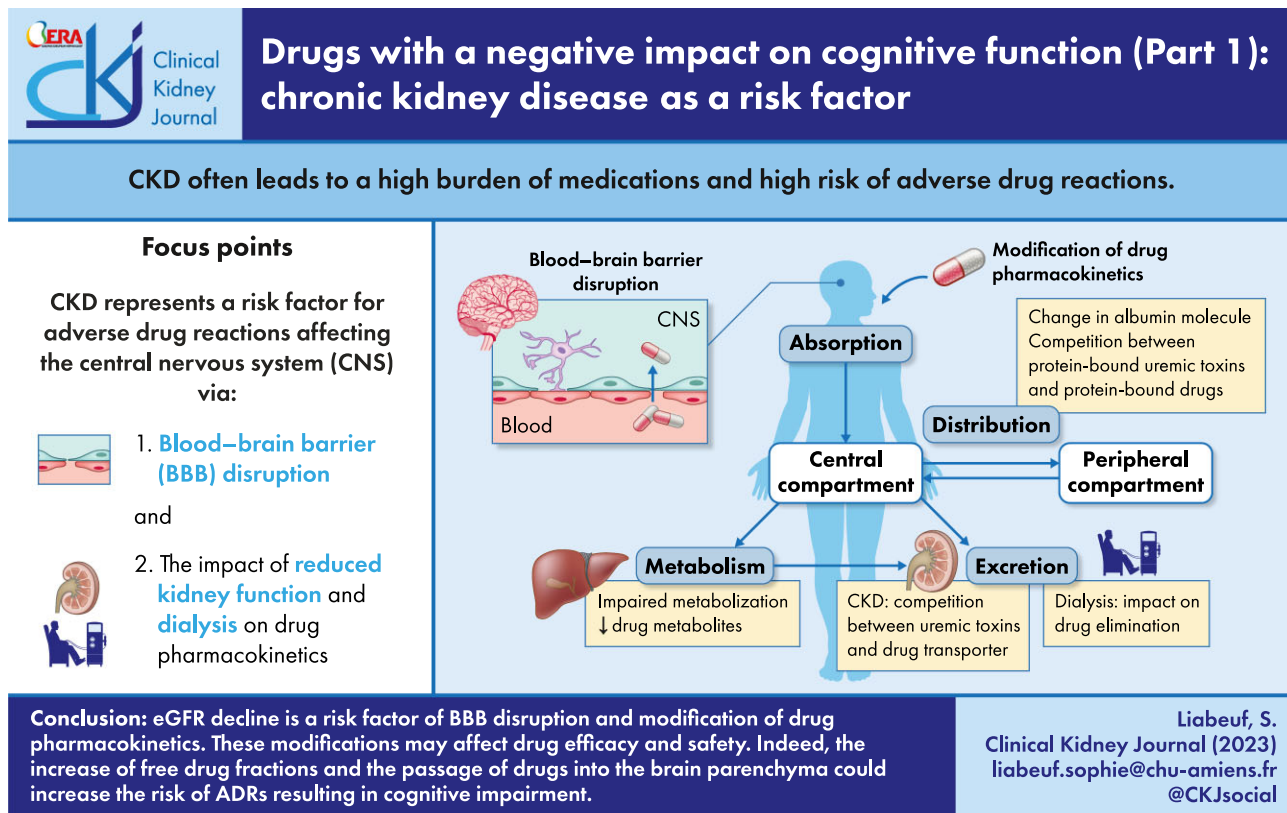 ERA
CKJ
Clinical
Kidney
Journal
Drugs with a negative impact on cognitive function (Part 1):
chronic kidney disease as a risk factor
CKD often leads to a high burden of medications and high risk of adverse drug reactions.
Focus points
CKD represents a risk factor for
adverse drug reactions affecting
the central nervous system (CNS)
via:
1. Blood–brain barrier
(BBB) disruption
and
2. The impact of reduced
kidney function and
dialysis on drug
pharmacokinetics
Blood–brain barrier
disruption
CNS
Blood
Modification of drug
pharmacokinetics
Absorption
Change in albumin molecule
Competition between
protein-bound uremic toxins
and protein-bound drugs
Distribution
Central
compartment
Peripheral
compartment
Metabolism
Impaired metabolization
↓ drug metabolites
Excretion
CKD: competition
between uremic toxins
and drug transporter
Dialysis: impact on
drug elimination
Conclusion: eGFR decline is a risk factor of BBB disruption and modification of drug
pharmacokinetics. These modifications may affect drug efficacy and safety. Indeed, the
increase of free drug fractions and the passage of drugs into the brain parenchyma could
increase the risk of ADRs resulting in cognitive impairment.
Liabeuf, S.
Clinical Kidney Journal (2023)
liabeuf.sophie@chu-amiens.fr
@CKJsocial